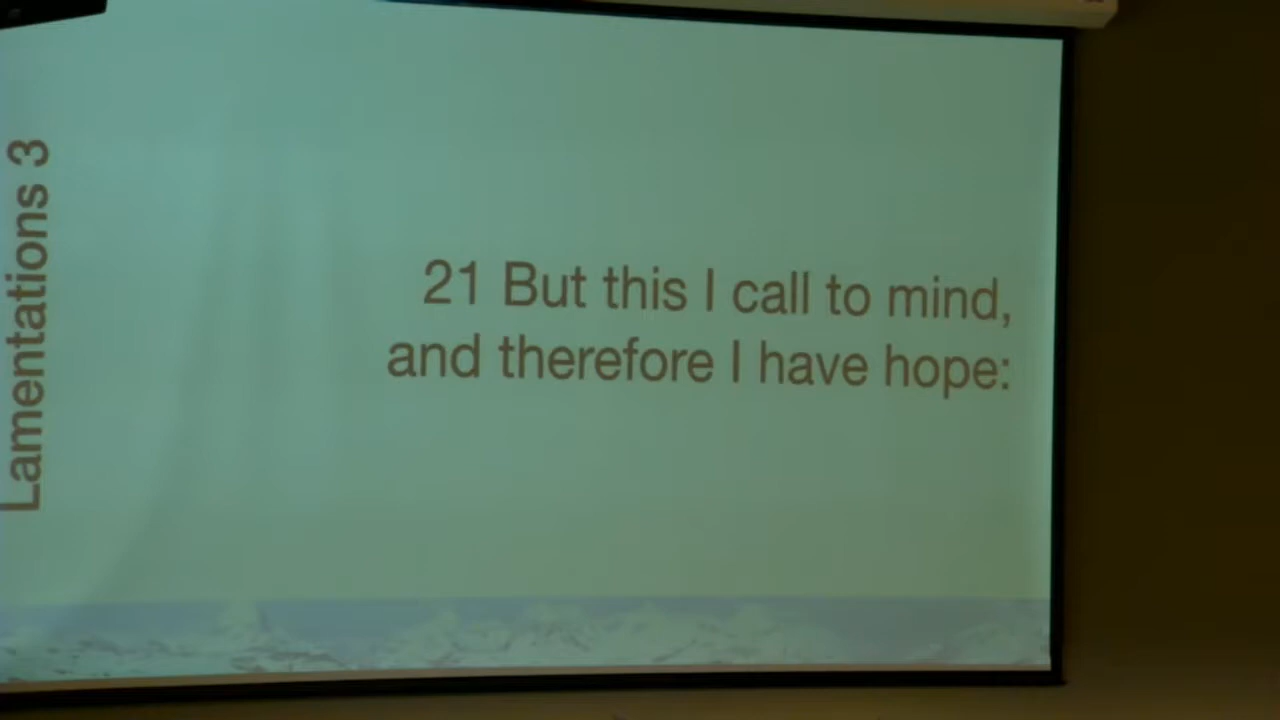 Lamentations 3
21 But this I call to mind,
and therefore I have hope: